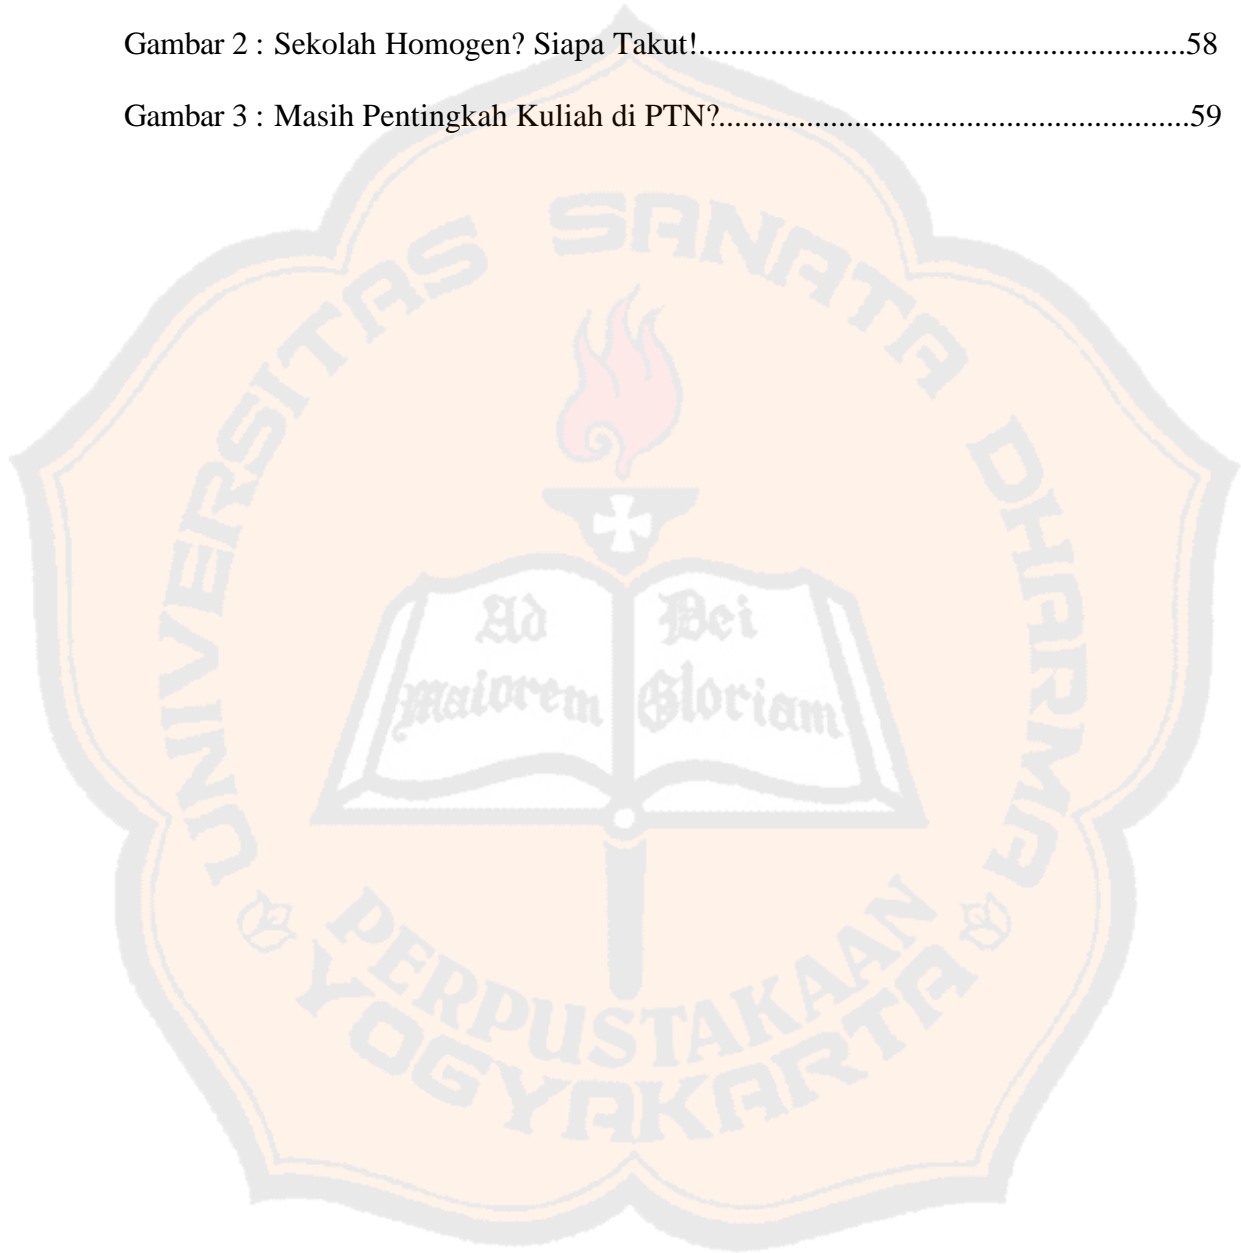 Gambar 2 : Sekolah Homogen? Siapa Takut!..............................................................58
Gambar 3 : Masih Pentingkah Kuliah di PTN?............................................................59
UNIVERSITAS SANATA DHARMA
Ad Dei
Maiorem Gloriam
PERPUSTAKAAN
YOGYAKARTA